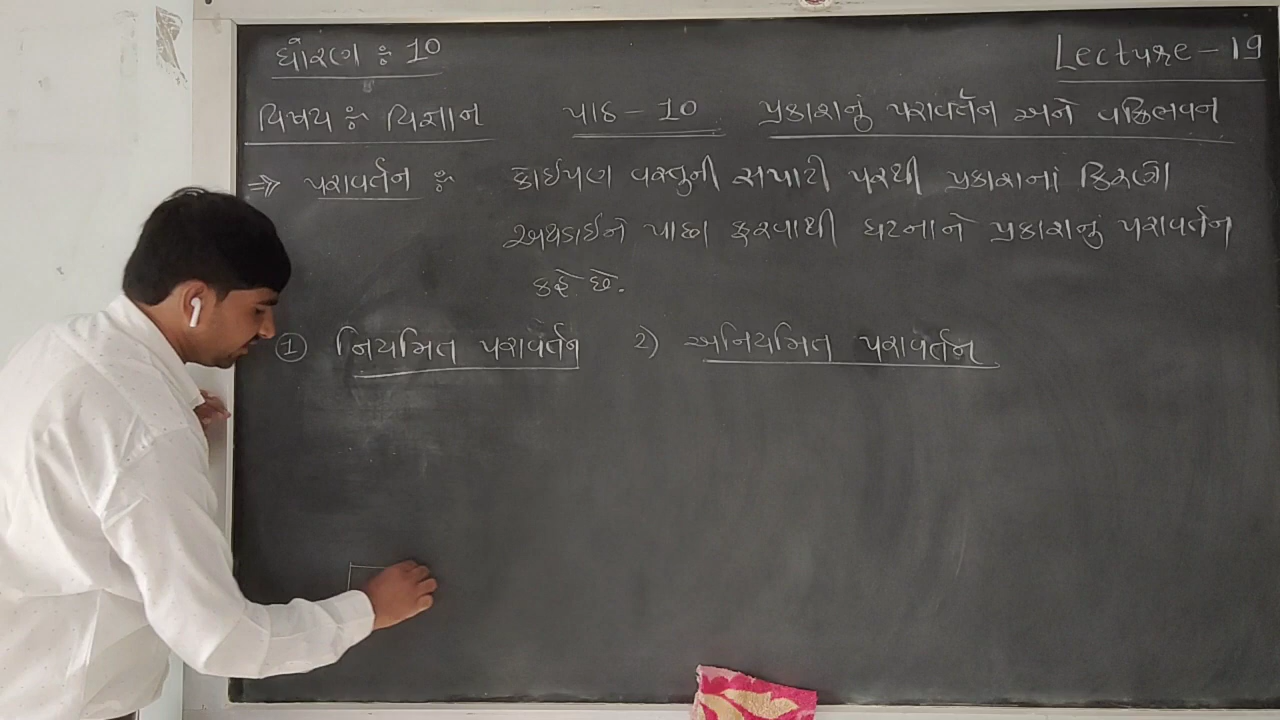 ધોરણ : 10
Lecture - 19
વિષય : વિજ્ઞાન પાઠ - 10 પ્રકાશનું પરાવર્તન અને વક્રિભવન
⇒ પરાવર્તન : કોઈપણ વસ્તુની સપાટી પરથી પ્રકાશનાં કિરણો
અથડાઈને પાછા ફરવાથી ઘટનાને પ્રકાશનું પરાવર્તન
કહે છે.
① નિયમિત પરાવર્તન 2) અનિયમિત પરાવર્તન